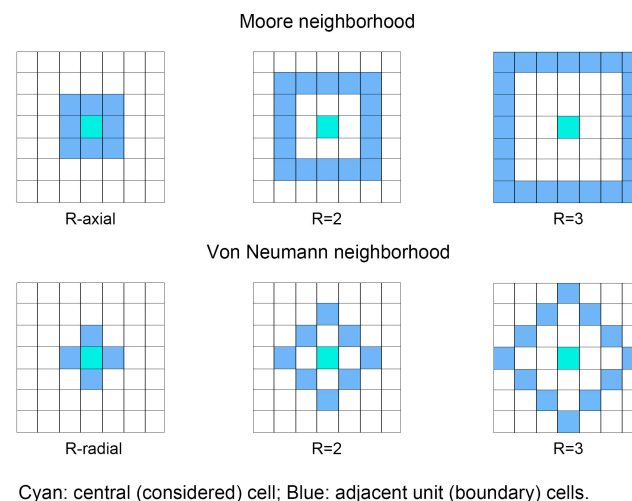 Moore neighborhood
R-axial
R=2
R=3
Von Neumann neighborhood
R-radial
R=2
R=3
Cyan: central (considered) cell; Blue: adjacent unit (boundary) cells.